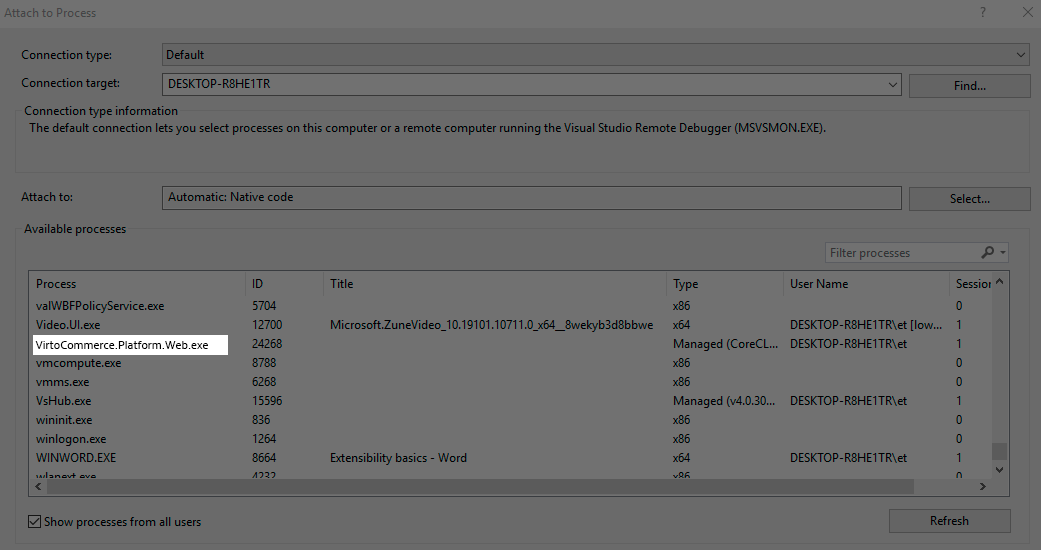 Attach to Process ?
Connection type: Default
Connection target: DESKTOP-R8HE1TR Find...
Connection type information
The default connection lets you select processes on this computer or a remote computer running the Visual Studio Remote Debugger (MSVSMON.EXE).
Attach to: Automatic: Native code Select...
Available processes
Filter processes
Process ID Title Type User Name Session
valWBFPolicyService.exe 5704 x86 0
Video.UI.exe 12700 Microsoft.ZuneVideo_10.19101.10711.0_x64__8wekyb3d8bbwe x64 DESKTOP-R8HE1TR\et [low... 1
VirtoCommerce.Platform.Web.exe 24268 Managed (CoreCL... DESKTOP-R8HE1TR\et 1
vmcompute.exe 8788 x86 0
vmms.exe 6268 x86 0
VsHub.exe 15596 Managed (v4.0.30... DESKTOP-R8HE1TR\et 1
wininit.exe 836 x86 0
winlogon.exe 1264 x86 0
WINWORD.EXE 8664 Extensibility basics - Word x64 DESKTOP-R8HE1TR\et 1
wlanext.exe 4232 x86 0
Show processes from all users Refresh